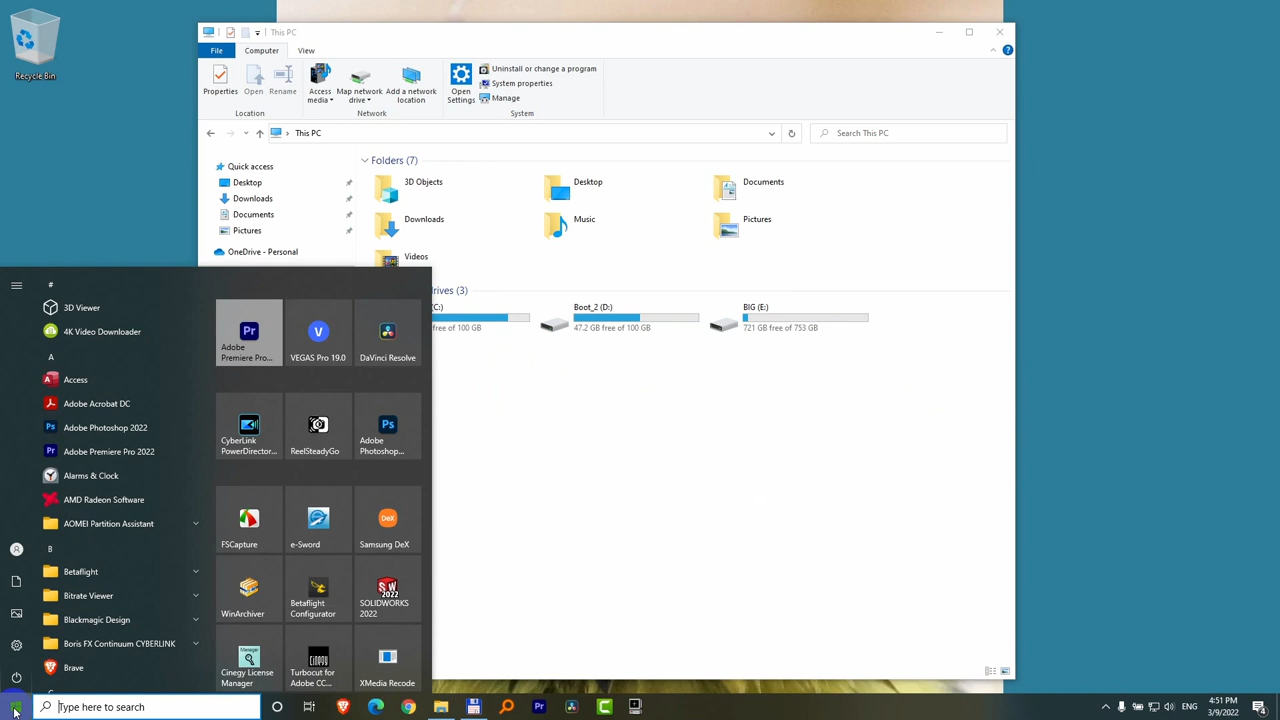 Recycle Bin
This PC
File
Computer
View
Properties
Open
Rename
Location
Access media
Map network drive
Add a network location
Network
Open Settings
Uninstall or change a program
System properties
Manage
System
This PC
Search This PC
Quick access
Desktop
Downloads
Documents
Pictures
OneDrive - Personal
Folders (7)
3D Objects
Desktop
Documents
Downloads
Music
Pictures
Videos
rives (3)
(C:)
of 100 GB
Boot_2 (D:)
47.2 GB free of 100 GB
BIG (E:)
721 GB free of 753 GB
#
3D Viewer
4K Video Downloader
A
Access
Adobe Acrobat DC
Adobe Photoshop 2022
Adobe Premiere Pro 2022
Alarms & Clock
AMD Radeon Software
AOMEI Partition Assistant
B
Betaflight
Bitrate Viewer
Blackmagic Design
Boris FX Continuum CYBERLINK
Brave
Adobe Premiere Pro...
VEGAS Pro 19.0
DaVinci Resolve
CyberLink PowerDirector...
ReelSteadyGo
Adobe Photoshop...
FSCapture
e-Sword
Samsung DeX
WinArchiver
Betaflight Configurator
SOLIDWORKS 2022
Cinegy License Manager
Turbocut for Adobe CC...
XMedia Recode
Type here to search
4:51 PM
3/9/2022